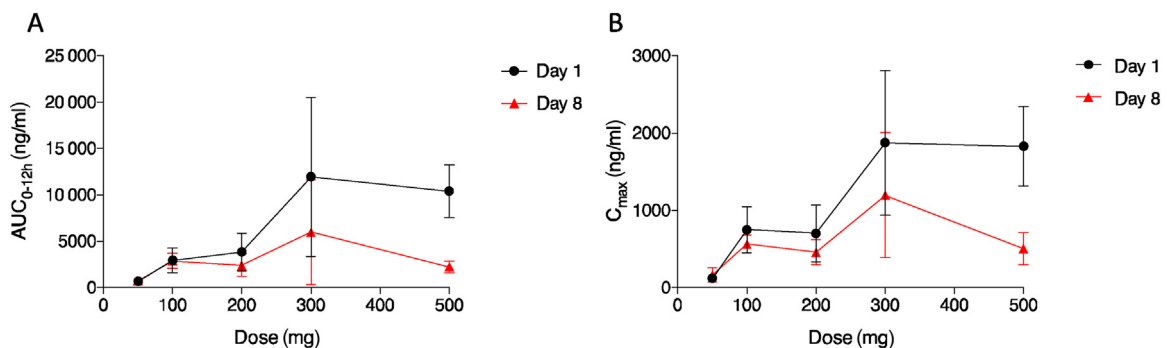 A
25 000
20 000
15 000
10 000
5000
0
0 100 200 300 400 500
AUC0-12h (ng/ml)
Dose (mg)
Day 1
Day 8
B
3000
2000
1000
0
0 100 200 300 400 500
Cmax (ng/ml)
Dose (mg)
Day 1
Day 8